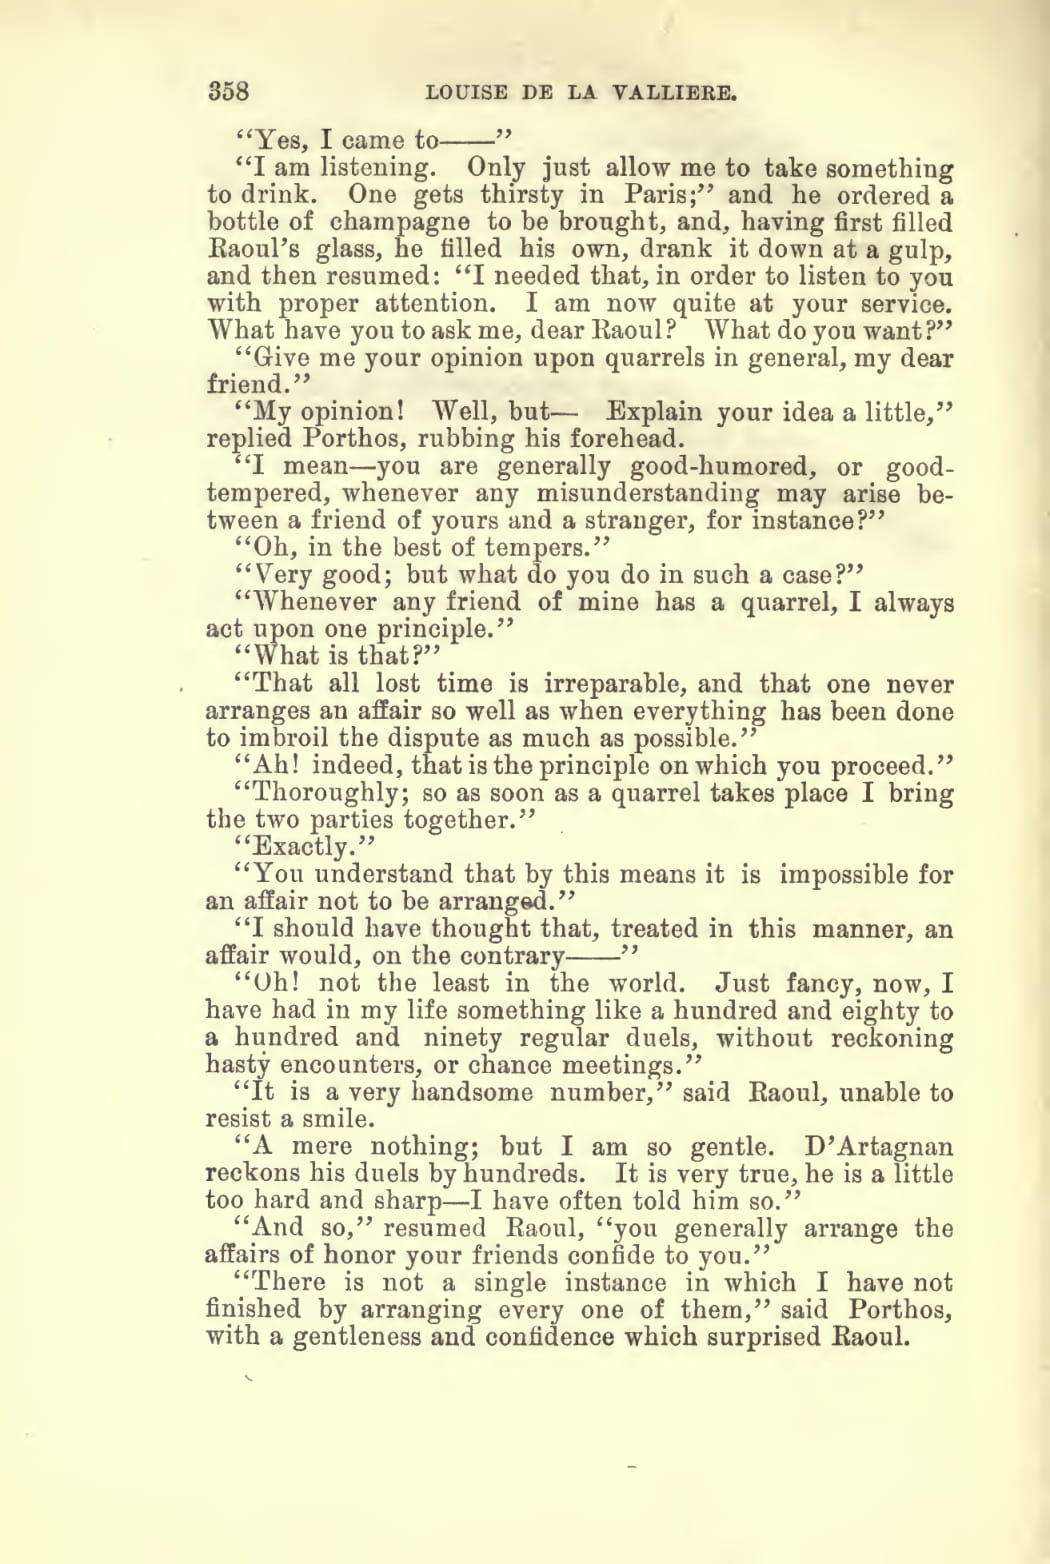 358 LOUISE DE LA VALLIERE.
“Yes, I came to——”
“I am listening. Only just allow me to take something
to drink. One gets thirsty in Paris;” and he ordered a
bottle of champagne to be brought, and, having first filled
Raoul’s glass, he filled his own, drank it down at a gulp,
and then resumed: “I needed that, in order to listen to you
with proper attention. I am now quite at your service.
What have you to ask me, dear Raoul? What do you want?”
“Give me your opinion upon quarrels in general, my dear
friend.”
“My opinion! Well, but— Explain your idea a little,”
replied Porthos, rubbing his forehead.
“I mean—you are generally good-humored, or good-
tempered, whenever any misunderstanding may arise be-
tween a friend of yours and a stranger, for instance?”
“Oh, in the best of tempers.”
“Very good; but what do you do in such a case?”
“Whenever any friend of mine has a quarrel, I always
act upon one principle.”
“What is that?”
“That all lost time is irreparable, and that one never
arranges an affair so well as when everything has been done
to imbroil the dispute as much as possible.”
“Ah! indeed, that is the principle on which you proceed.”
“Thoroughly; so as soon as a quarrel takes place I bring
the two parties together.”
“Exactly.”
“You understand that by this means it is impossible for
an affair not to be arranged.”
“I should have thought that, treated in this manner, an
affair would, on the contrary——”
“Oh! not the least in the world. Just fancy, now, I
have had in my life something like a hundred and eighty to
a hundred and ninety regular duels, without reckoning
hasty encounters, or chance meetings.”
“It is a very handsome number,” said Raoul, unable to
resist a smile.
“A mere nothing; but I am so gentle. D’Artagnan
reckons his duels by hundreds. It is very true, he is a little
too hard and sharp—I have often told him so.”
“And so,” resumed Raoul, “you generally arrange the
affairs of honor your friends confide to you.”
“There is not a single instance in which I have not
finished by arranging every one of them,” said Porthos,
with a gentleness and confidence which surprised Raoul.